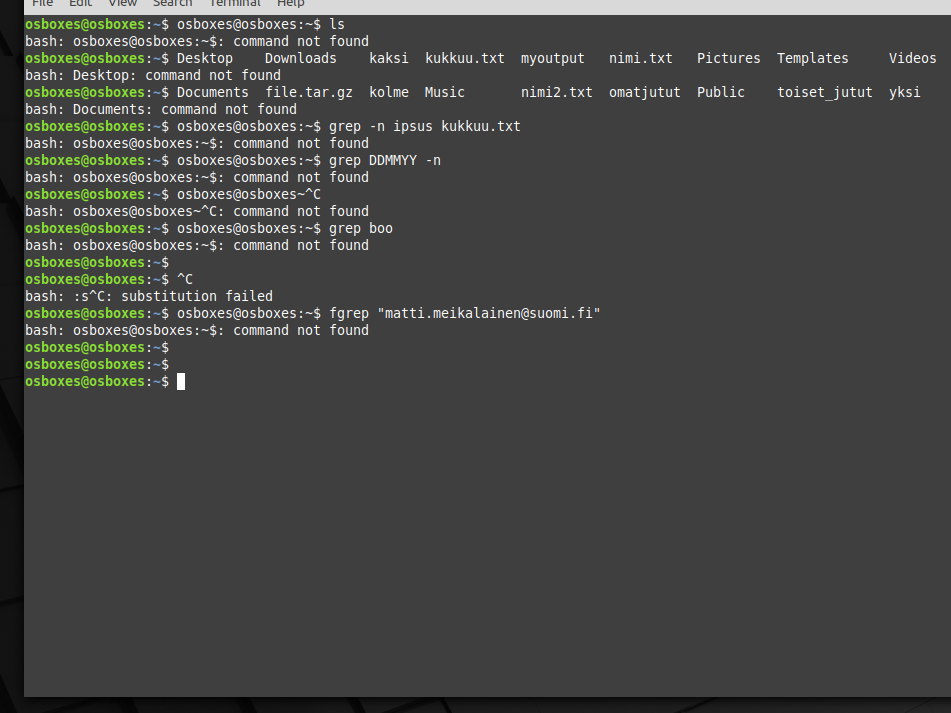 File Edit View Search Terminal Help
osboxes@osboxes:~$ osboxes@osboxes:~$ ls
bash: osboxes@osboxes:~$: command not found
osboxes@osboxes:~$ Desktop    Downloads    kaksi  kukkuu.txt  myoutput   nimi.txt   Pictures  Templates     Videos
bash: Desktop: command not found
osboxes@osboxes:~$ Documents  file.tar.gz  kolme  Music       nimi2.txt  omatjutut  Public    toiset_jutut  yksi
bash: Documents: command not found
osboxes@osboxes:~$ osboxes@osboxes:~$ grep -n ipsus kukkuu.txt
bash: osboxes@osboxes:~$: command not found
osboxes@osboxes:~$ osboxes@osboxes:~$ grep DDMMYY -n
bash: osboxes@osboxes:~$: command not found
osboxes@osboxes:~$ osboxes@osboxes~^C
bash: osboxes@osboxes~^C: command not found
osboxes@osboxes:~$ osboxes@osboxes:~$ grep boo
bash: osboxes@osboxes:~$: command not found
osboxes@osboxes:~$
osboxes@osboxes:~$ ^C
bash: :s^C: substitution failed
osboxes@osboxes:~$ osboxes@osboxes:~$ fgrep "matti.meikalainen@suomi.fi"
bash: osboxes@osboxes:~$: command not found
osboxes@osboxes:~$
osboxes@osboxes:~$
osboxes@osboxes:~$